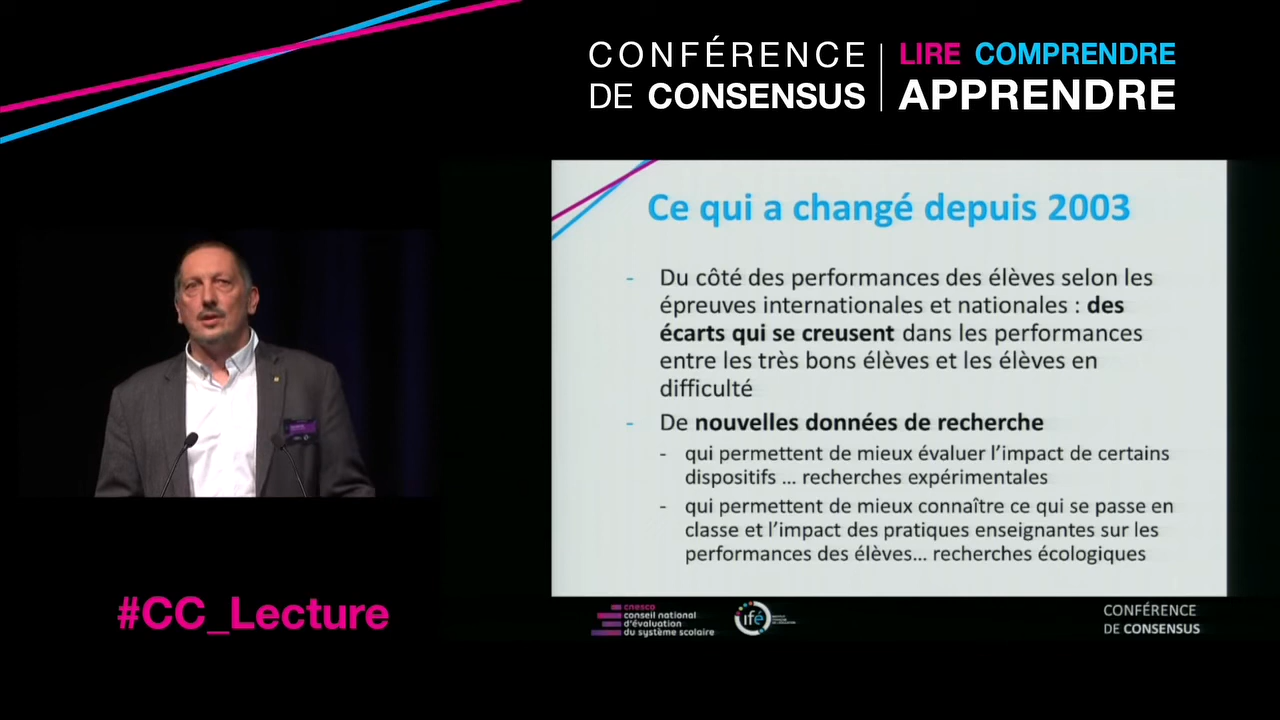 CONFÉRENCE
DE CONSENSUS
LIRE COMPRENDRE
APPRENDRE
Ce qui a changé depuis 2003
- Du côté des performances des élèves selon les
épreuves internationales et nationales : des
écarts qui se creusent dans les performances
entre les très bons élèves et les élèves en
difficulté
- De nouvelles données de recherche
- qui permettent de mieux évaluer l'impact de certains
dispositifs ... recherches expérimentales
- qui permettent de mieux connaître ce qui se passe en
classe et l'impact des pratiques enseignantes sur les
performances des élèves... recherches écologiques
#CC_Lecture
cnesco
conseil national
d'évaluation
du système scolaire
ifé
CONFÉRENCE
DE CONSENSUS